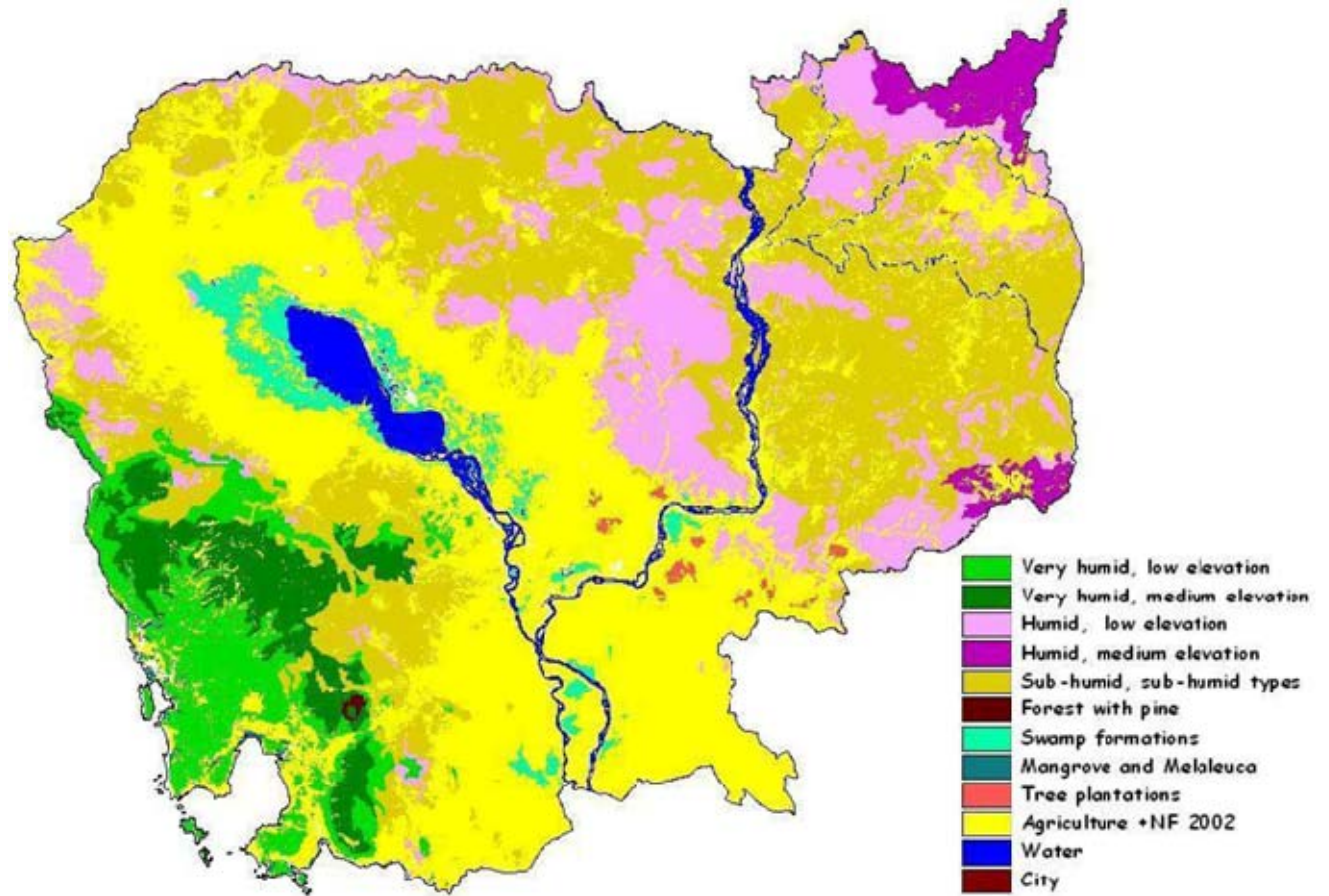 Very humid, low elevation
Very humid, medium elevation
Humid, low elevation
Humid, medium elevation
Sub-humid, sub-humid types
Forest with pine
Swamp formations
Mangrove and Melaleuca
Tree plantations
Agriculture +NF 2002
Water
City